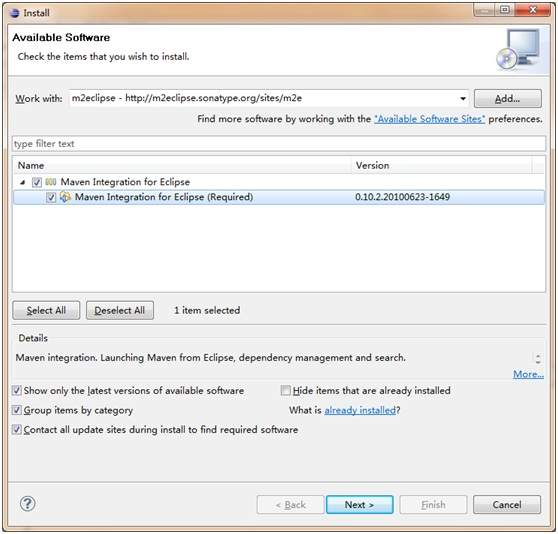 Install
Available Software
Check the items that you wish to install.
Work with: m2eclipse - http://m2eclipse.sonatype.org/sites/m2e Add...
Find more software by working with the "Available Software Sites" preferences.
type filter text
Name Version
Maven Integration for Eclipse
Maven Integration for Eclipse (Required) 0.10.2.20100623-1649
Select All Deselect All 1 item selected
Details
Maven integration. Launching Maven from Eclipse, dependency management and search.
More...
Show only the latest versions of available software Hide items that are already installed
Group items by category What is already installed?
Contact all update sites during install to find required software
? < Back Next > Finish Cancel